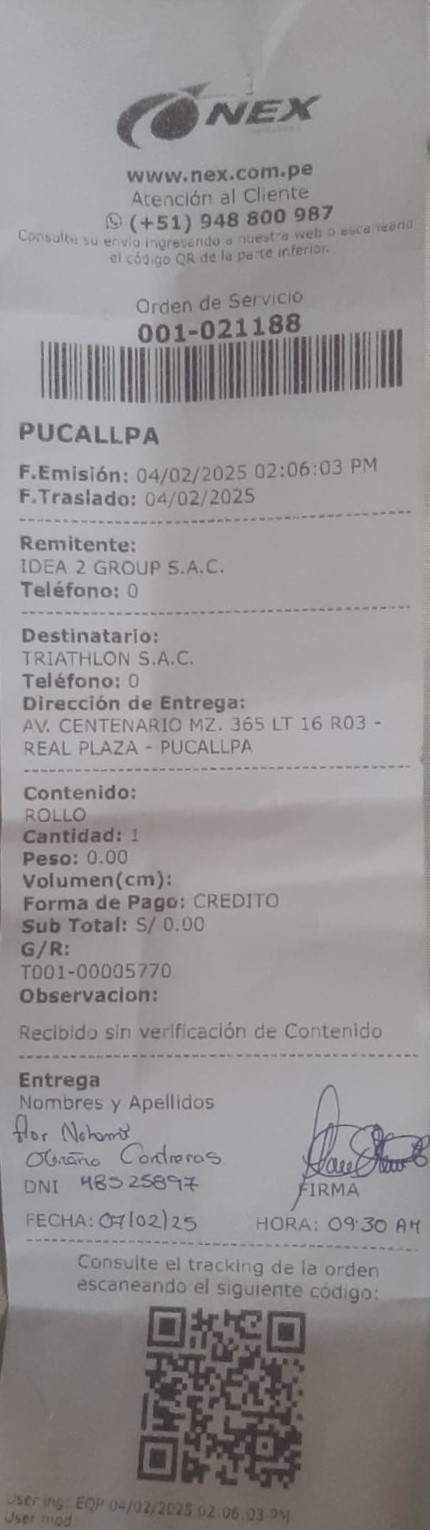 NEX
www.nex.com.pe
Atención al Cliente
(+51) 948 800 987
Consulte su envío ingresando a nuestra web o escaneand
el código QR de la parte inferior.
Orden de Servicio
001-021188
PUCALLPA
F.Emisión: 04/02/2025 02:06:03 PM
F.Traslado: 04/02/2025
Remitente:
IDEA 2 GROUP S.A.C.
Teléfono: 0
Destinatario:
TRIATHLON S.A.C.
Teléfono: 0
Dirección de Entrega:
AV. CENTENARIO MZ. 365 LT 16 R03 -
REAL PLAZA - PUCALLPA
Contenido:
ROLLO
Cantidad: 1
Peso: 0.00
Volumen(cm):
Forma de Pago: CREDITO
Sub Total: S/ 0.00
G/R:
T001-00005770
Observacion:
Recibido sin verificación de Contenido
Entrega
Nombres y Apellidos
flor
Contreras
DNI 48525897
FIRMA
FECHA: 07/02/25 HORA: 09:30 AM
Consulte el tracking de la orden
escaneando el siguiente código:
User ing: EQP 04/02/2025 02:06:03 PM
User mod